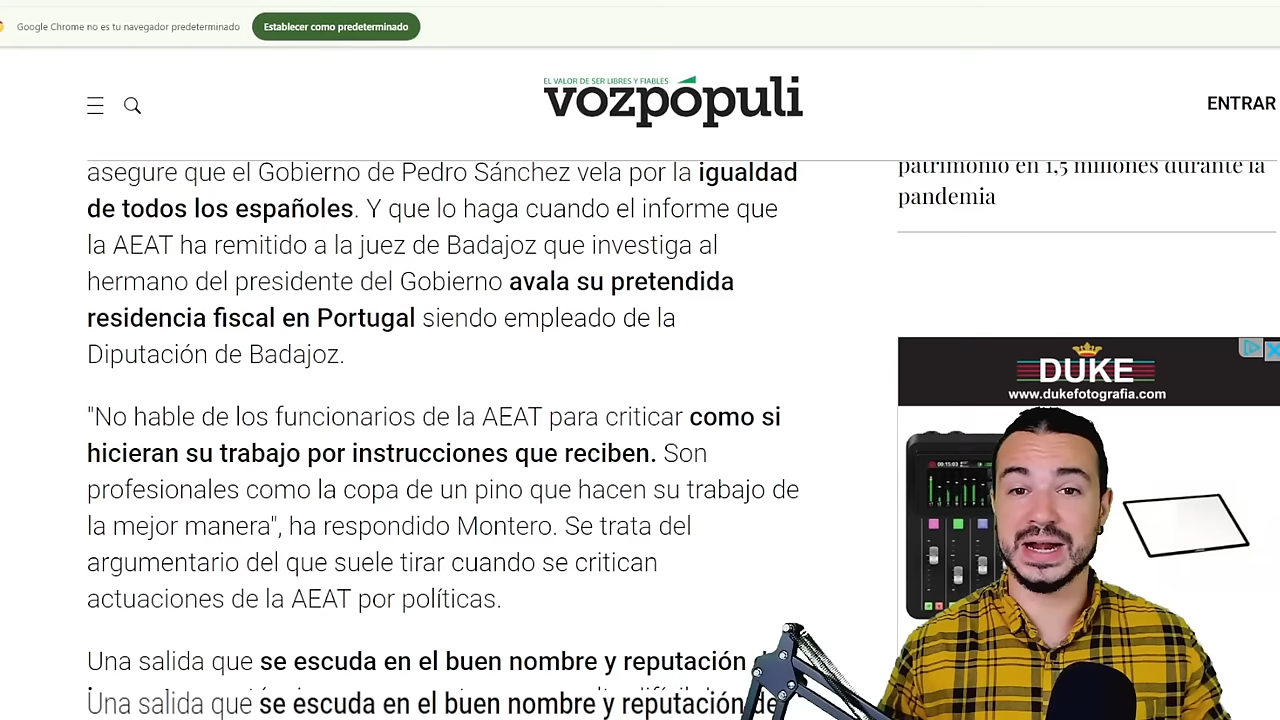 Google Chrome no es tu navegador predeterminado
Establecer como predeterminado
EL VALOR DE SER LIBRES Y FIABLES
vozpópuli
ENTRAR
asegure que el Gobierno de Pedro Sánchez vela por la igualdad
de todos los españoles. Y que lo haga cuando el informe que
la AEAT ha remitido a la juez de Badajoz que investiga al
hermano del presidente del Gobierno avala su pretendida
residencia fiscal en Portugal siendo empleado de la
Diputación de Badajoz.
"No hable de los funcionarios de la AEAT para criticar como si
hicieran su trabajo por instrucciones que reciben. Son
profesionales como la copa de un pino que hacen su trabajo de
la mejor manera", ha respondido Montero. Se trata del
argumentario del que suele tirar cuando se critican
actuaciones de la AEAT por políticas.
Una salida que se escuda en el buen nombre y reputación
Una salida que se escuda en el buen nombre y reputación de
patrimonio en 1,5 millones durante la
pandemia
DUKE
www.dukefotografia.com